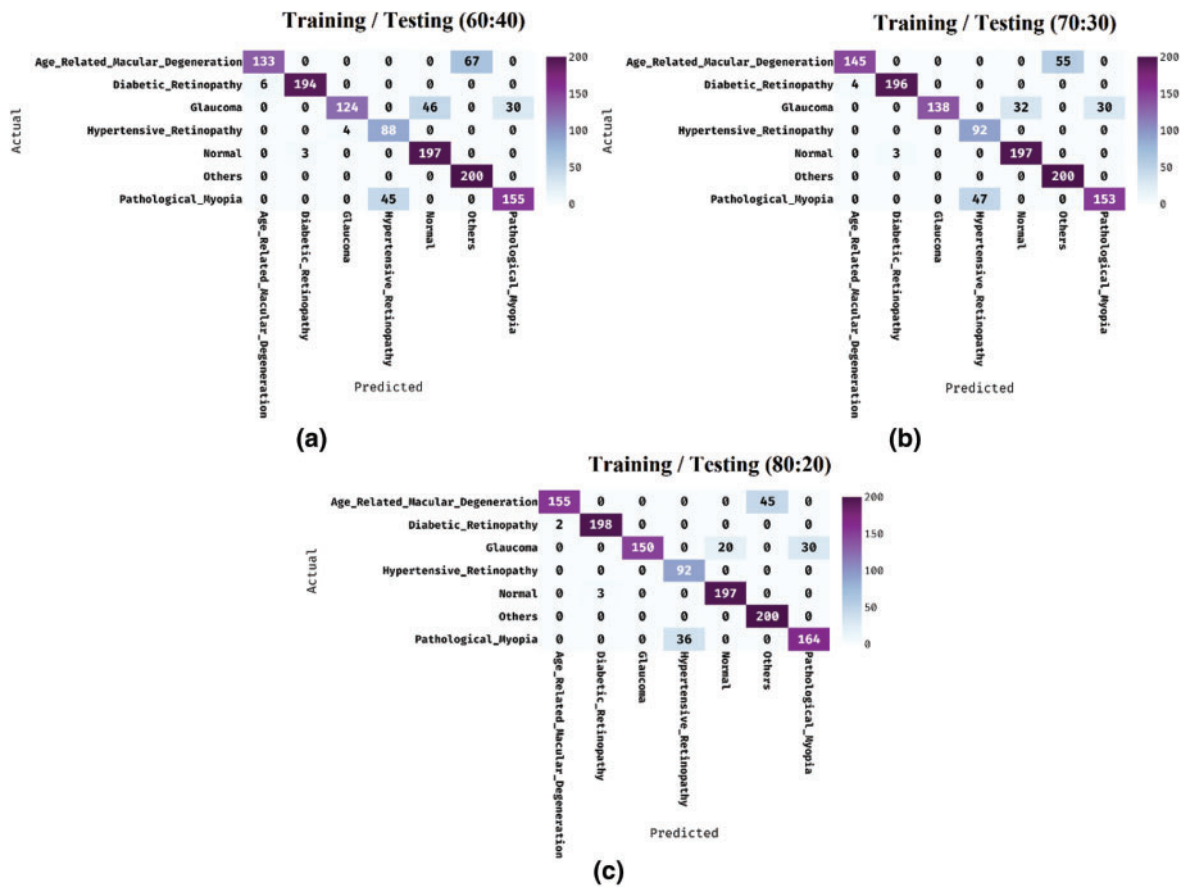 Training / Testing (60:40)
Age_Related_Macular_Degeneration 133 0 0 0 0 67 0
Diabetic_Retinopathy 6 194 0 0 0 0 0
Glaucoma 0 0 124 0 46 0 30
Hypertensive_Retinopathy 0 0 4 88 0 0 0
Normal 0 3 0 0 197 0 0
Others 0 0 0 0 0 200 0
Pathological_Myopia 0 0 0 45 0 0 155
Actual
200
150
100
50
0
Age_Related_Macular_Degeneration
Diabetic_Retinopathy
Glaucoma
Hypertensive_Retinopathy
Normal
Others
Pathological_Myopia
Predicted
(a)
Training / Testing (70:30)
Age_Related_Macular_Degeneration 145 0 0 0 0 55 0
Diabetic_Retinopathy 4 196 0 0 0 0 0
Glaucoma 0 0 138 0 32 0 30
Hypertensive_Retinopathy 0 0 0 92 0 0 0
Normal 0 3 0 0 197 0 0
Others 0 0 0 0 0 200 0
Pathological_Myopia 0 0 0 47 0 0 153
Actual
200
150
100
50
0
Age_Related_Macular_Degeneration
Diabetic_Retinopathy
Glaucoma
Hypertensive_Retinopathy
Normal
Others
Pathological_Myopia
Predicted
(b)
Training / Testing (80:20)
Age_Related_Macular_Degeneration 155 0 0 0 0 45 0
Diabetic_Retinopathy 2 198 0 0 0 0 0
Glaucoma 0 0 150 0 20 0 30
Hypertensive_Retinopathy 0 0 0 92 0 0 0
Normal 0 3 0 0 197 0 0
Others 0 0 0 0 0 200 0
Pathological_Myopia 0 0 0 36 0 0 164
Actual
200
150
100
50
0
Age_Related_Macular_Degeneration
Diabetic_Retinopathy
Glaucoma
Hypertensive_Retinopathy
Normal
Others
Pathological_Myopia
Predicted
(c)